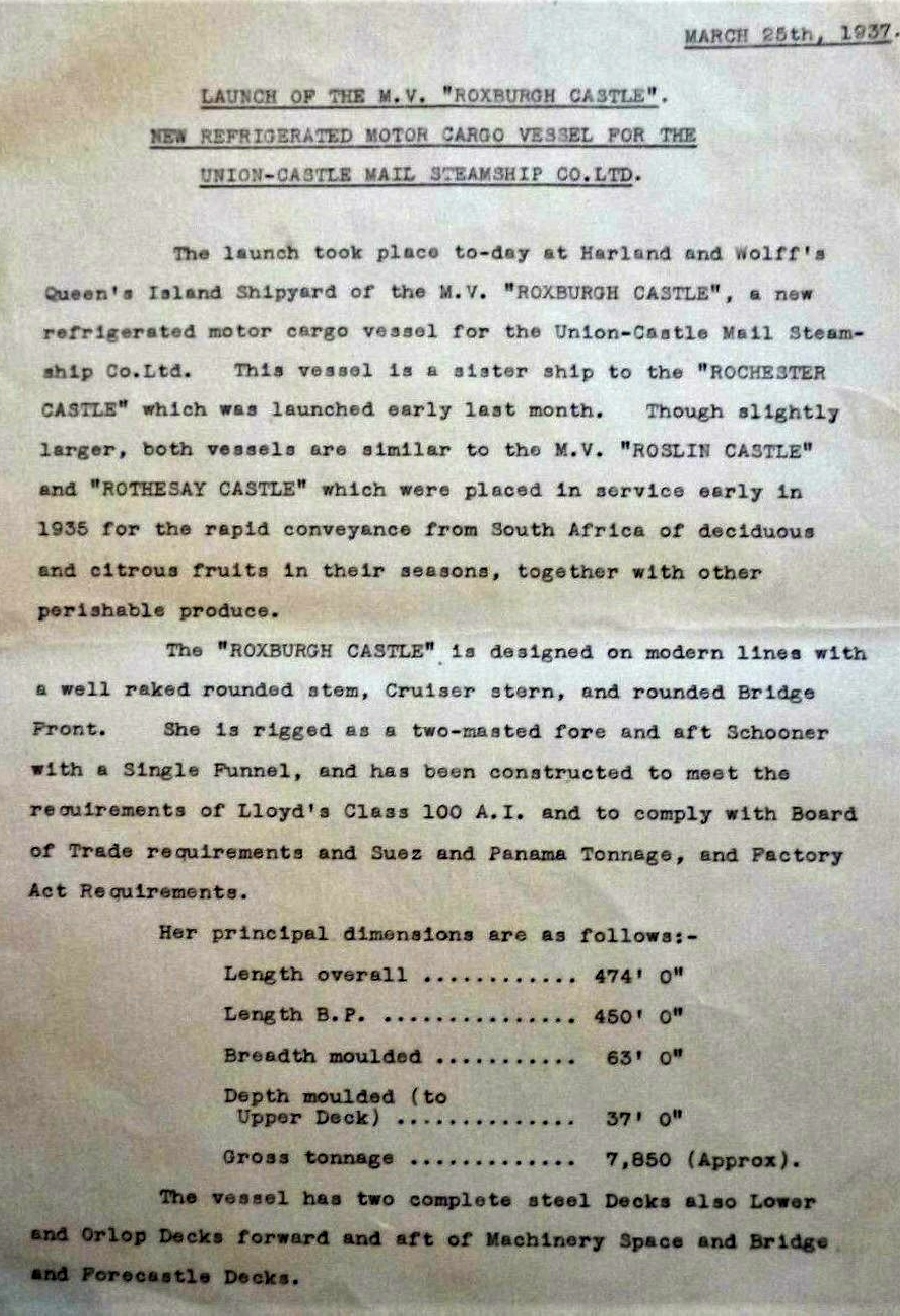 MARCH 25th, 1937.
LAUNCH OF THE M.V. "ROXBURGH CASTLE".
NEW REFRIGERATED MOTOR CARGO VESSEL FOR THE
UNION-CASTLE MAIL STEAMSHIP CO.LTD.
The launch took place to-day at Harland and Wolff's
Queen's Island Shipyard of the M.V. "ROXBURGH CASTLE", a new
refrigerated motor cargo vessel for the Union-Castle Mail Steam-
ship Co.Ltd. This vessel is a sister ship to the "ROCHESTER
CASTLE" which was launched early last month. Though slightly
larger, both vessels are similar to the M.V. "ROSLIN CASTLE"
and "ROTHESAY CASTLE" which were placed in service early in
1935 for the rapid conveyance from South Africa of deciduous
and citrous fruits in their seasons, together with other
perishable produce.
The "ROXBURGH CASTLE" is designed on modern lines with
a well raked rounded stem, Cruiser stern, and rounded Bridge
Front. She is rigged as a two-masted fore and aft Schooner
with a Single Funnel, and has been constructed to meet the
requirements of Lloyd's Class 100 A.I. and to comply with Board
of Trade requirements and Suez and Panama Tonnage, and Factory
Act Requirements.
Her principal dimensions are as follows:-
Length overall ............ 474' 0"
Length B.P. ............... 450' 0"
Breadth moulded ........... 63' 0"
Depth moulded (to
Upper Deck) .............. 37' 0"
Gross tonnage ............. 7,850 (Approx).
The vessel has two complete steel Decks also Lower
and Orlop Decks forward and aft of Machinery Space and Bridge
and Forecastle Decks.